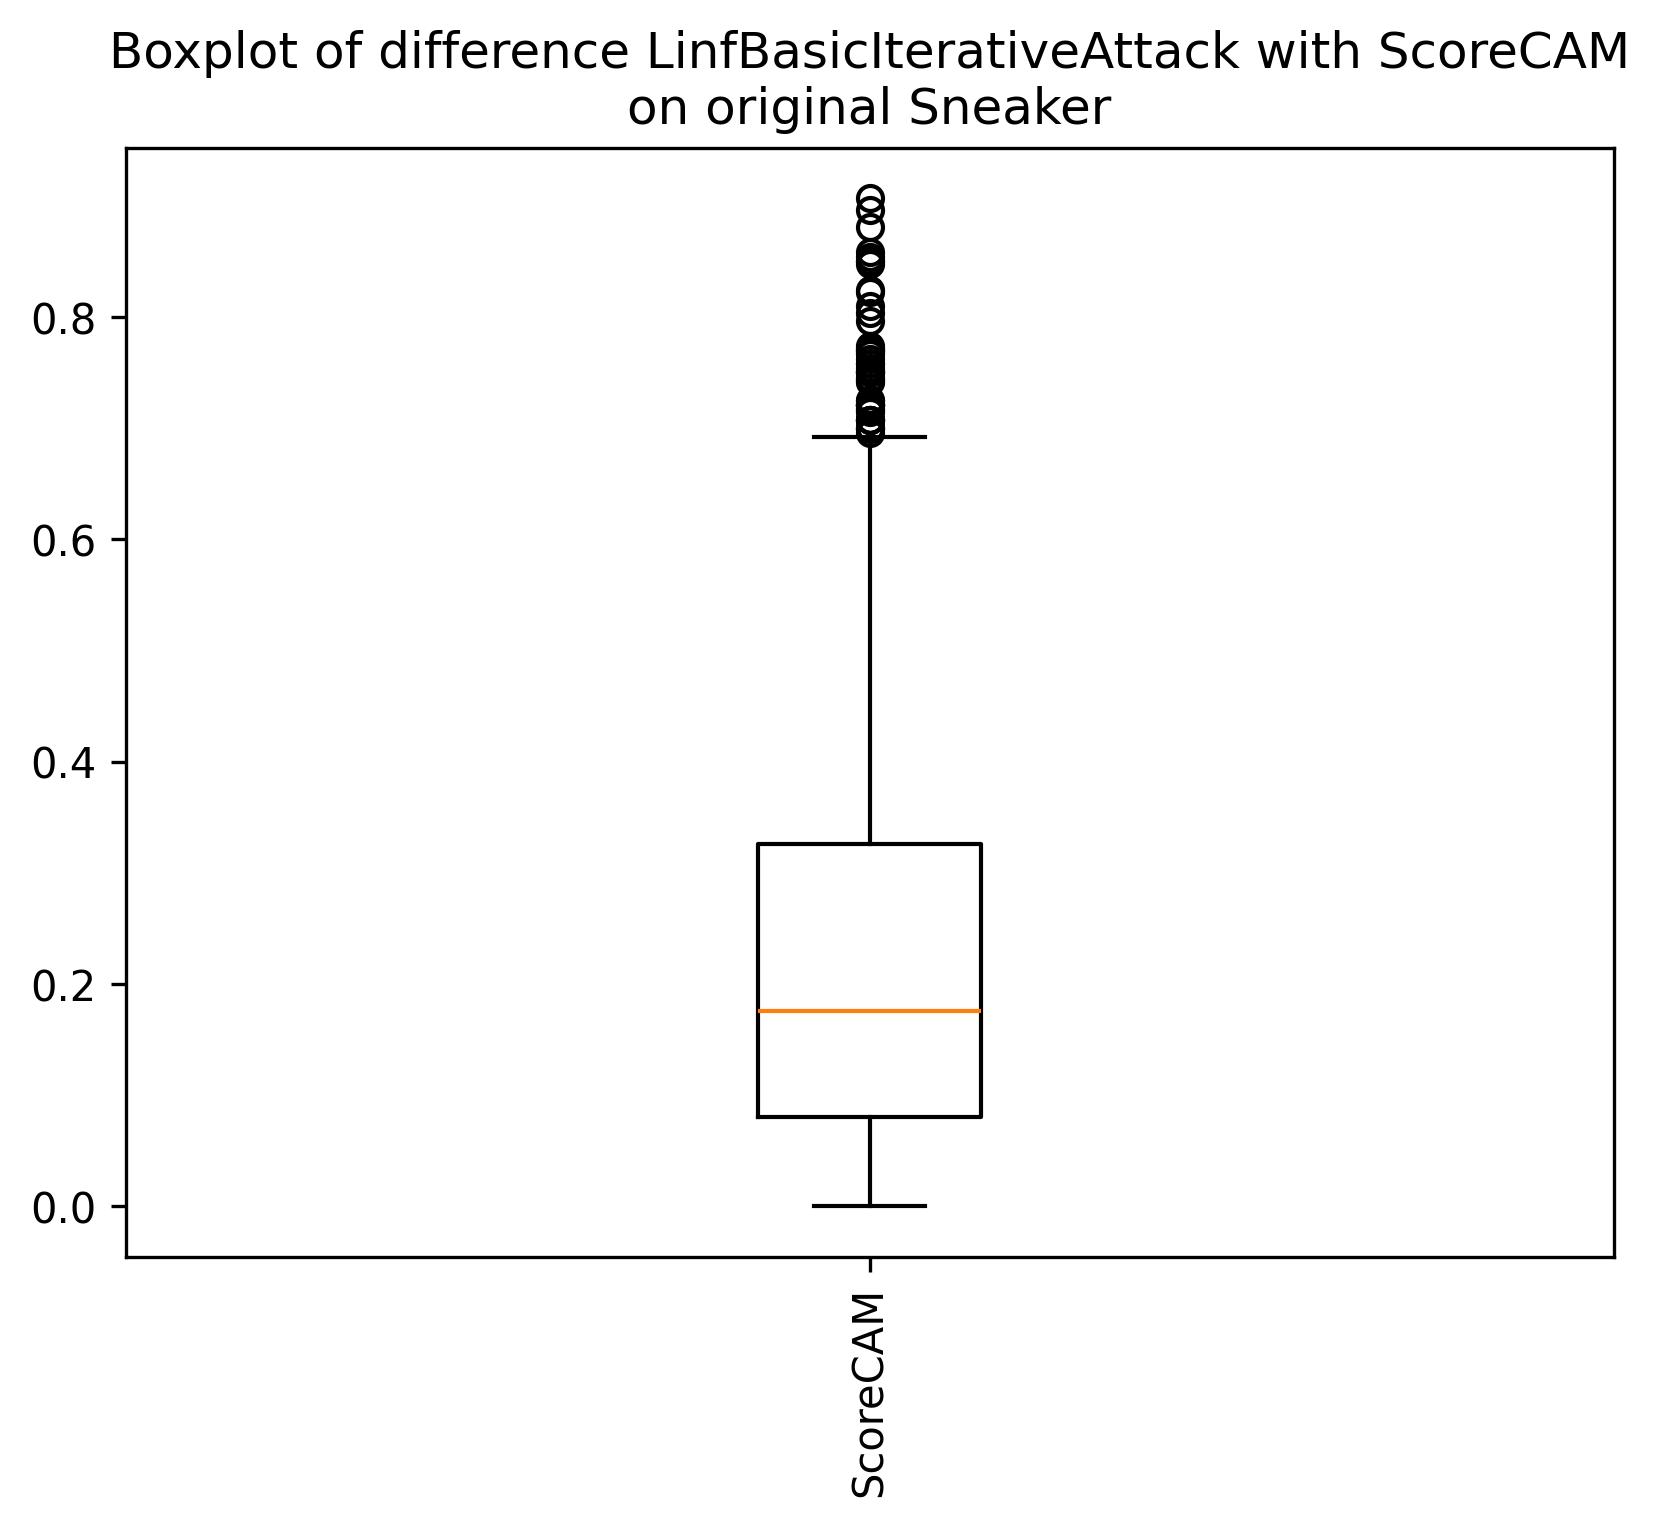 Boxplot of difference LinfBasicIterativeAttack with ScoreCAM
on original Sneaker
0.8
0.6
0.4
0.2
0.0
ScoreCAM